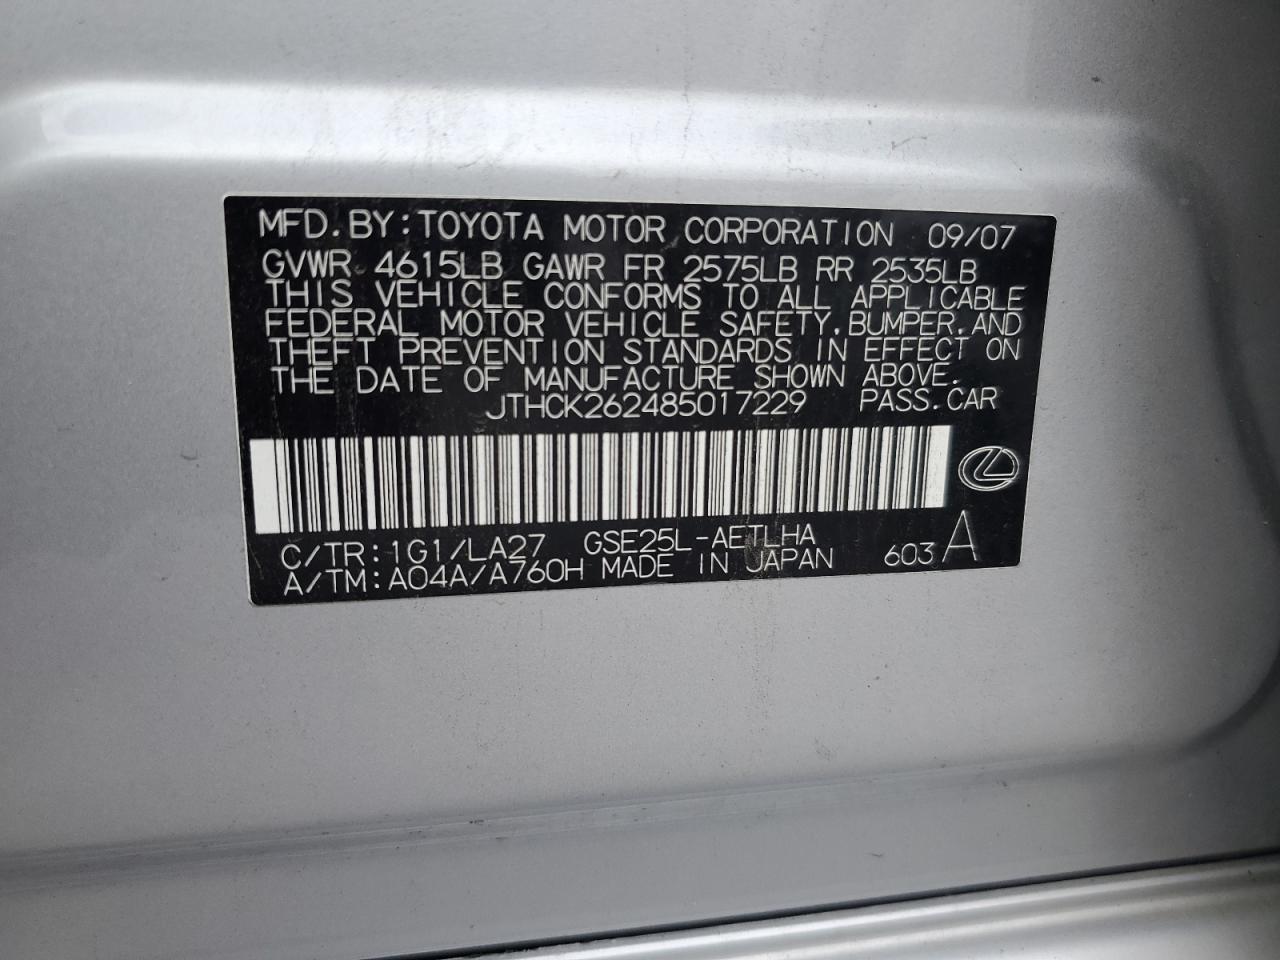 MFD.BY:TOYOTA MOTOR CORPORATION 09/07
GVWR 4615LB GAWR FR 2575LB RR 2535LB
THIS VEHICLE CONFORMS TO ALL APPLICABLE
FEDERAL MOTOR VEHICLE SAFETY,BUMPER,AND
THEFT PREVENTION STANDARDS IN EFFECT ON
THE DATE OF MANUFACTURE SHOWN ABOVE.
JTHCK262485017229 PASS.CAR
C/TR:1G1/LA27 GSE25L-AETLHA
A/TM:A04A/A760H MADE IN JAPAN 603 A